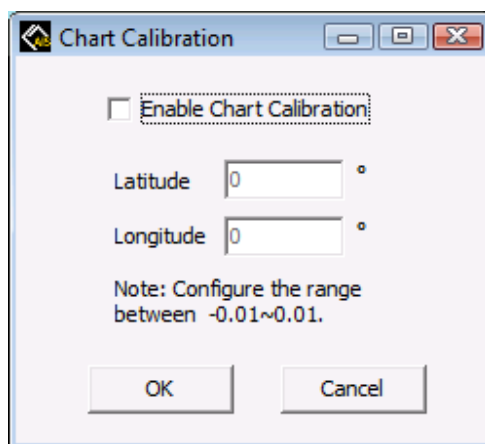 Chart Calibration
Enable Chart Calibration
Latitude 0 °
Longitude 0 °
Note: Configure the range
between -0.01~0.01.
OK Cancel